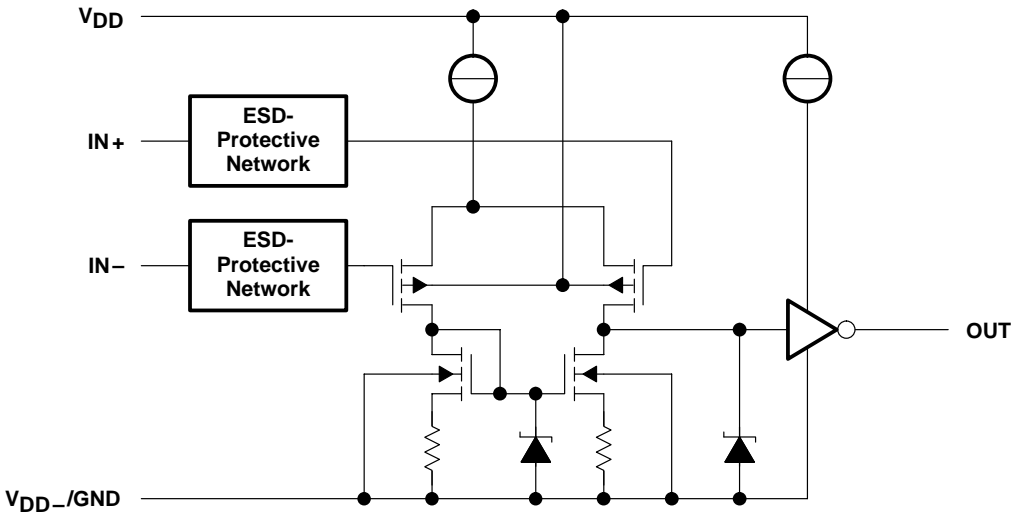 VDD
IN+
ESD-
Protective
Network
IN−
ESD-
Protective
Network
OUT
VDD−/GND